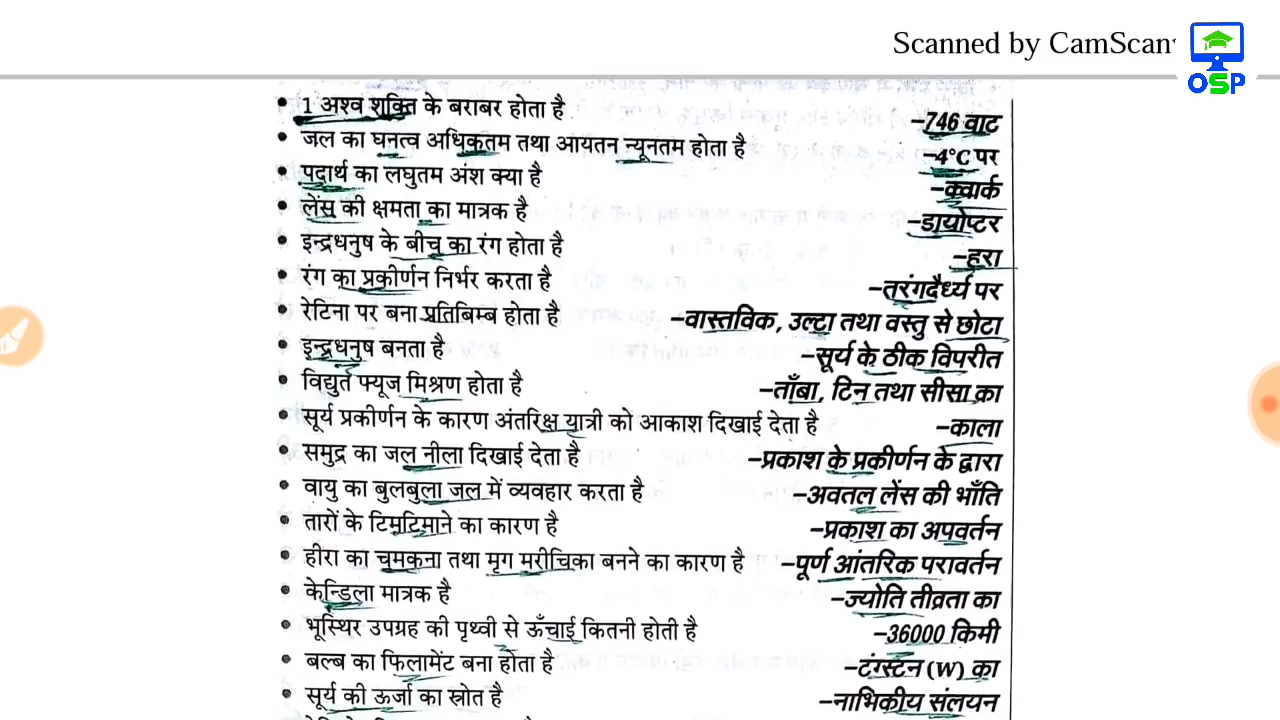 Scanned by CamScan
OSP
• 1 अश्व शक्ति के बराबर होता है –746 वाट
• जल का घनत्व अधिकतम तथा आयतन न्यूनतम होता है –4°C पर
• पदार्थ का लघुतम अंश क्या है –क्वार्क
• लेंस की क्षमता का मात्रक है –डायोप्टर
• इन्द्रधनुष के बीच का रंग होता है –हरा
• रंग का प्रकीर्णन निर्भर करता है –तरंगदैर्ध्य पर
• रेटिना पर बना प्रतिबिम्ब होता है –वास्तविक, उल्टा तथा वस्तु से छोटा
• इन्द्रधनुष बनता है –सूर्य के ठीक विपरीत
• विद्युत फ्यूज मिश्रण होता है –ताँबा, टिन तथा सीसा का
• सूर्य प्रकीर्णन के कारण अंतरिक्ष यात्री को आकाश दिखाई देता है –काला
• समुद्र का जल नीला दिखाई देता है –प्रकाश के प्रकीर्णन के द्वारा
• वायु का बुलबुला जल में व्यवहार करता है –अवतल लेंस की भाँति
• तारों के टिमटिमाने का कारण है –प्रकाश का अपवर्तन
• हीरा का चमकना तथा मृग मरीचिका बनने का कारण है –पूर्ण आंतरिक परावर्तन
• केन्डिला मात्रक है –ज्योति तीव्रता का
• भूस्थिर उपग्रह की पृथ्वी से ऊँचाई कितनी होती है –36000 किमी
• बल्ब का फिलामेंट बना होता है –टंग्स्टन (W) का
• सूर्य की ऊर्जा का स्रोत है –नाभिकीय संलयन